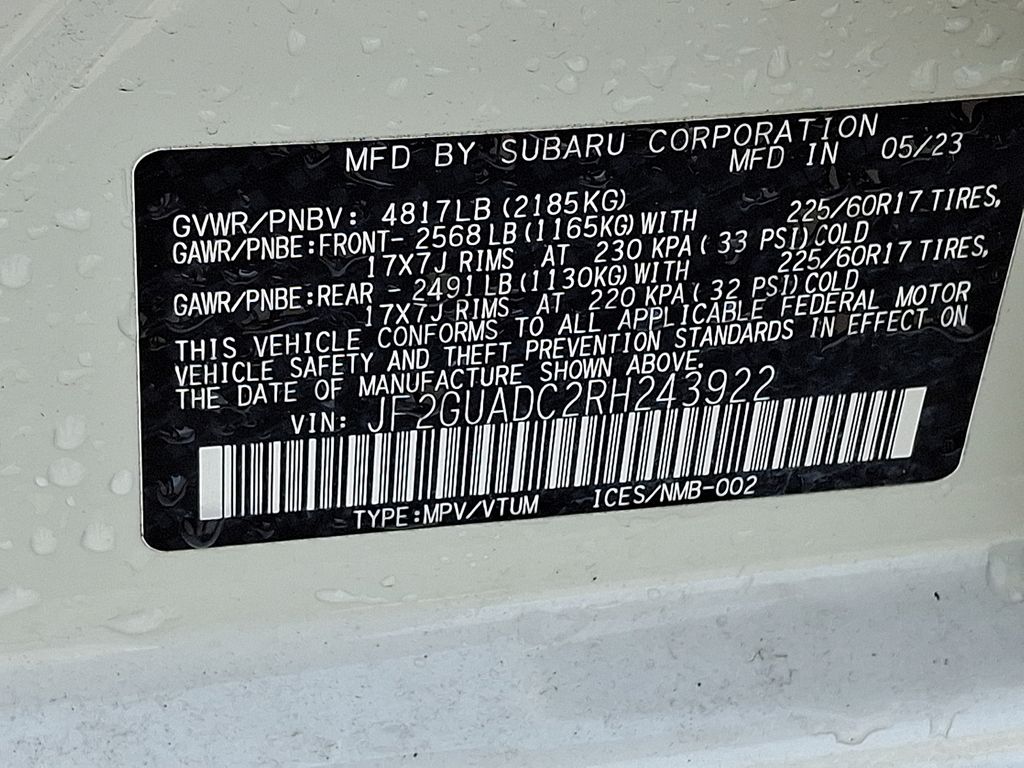 MFD BY SUBARU CORPORATION
MFD IN 05/23
GVWR/PNBV: 4817LB (2185KG)
GAWR/PNBE:FRONT- 2568 LB(1165KG)WITH 225/60R17 TIRES,
17X7J RIMS AT 230 KPA( 33 PSI)COLD
GAWR/PNBE:REAR - 2491 LB(1130KG)WITH 225/60R17 TIRES,
17X7J RIMS AT 220 KPA( 32 PSI)COLD
THIS VEHICLE CONFORMS TO ALL APPLICABLE FEDERAL MOTOR
VEHICLE SAFETY AND THEFT PREVENTION STANDARDS IN EFFECT ON
THE DATE OF MANUFACTURE SHOWN ABOVE.
VIN: JF2GUADC2RH243922
TYPE:MPV/VTUM ICES/NMB-002